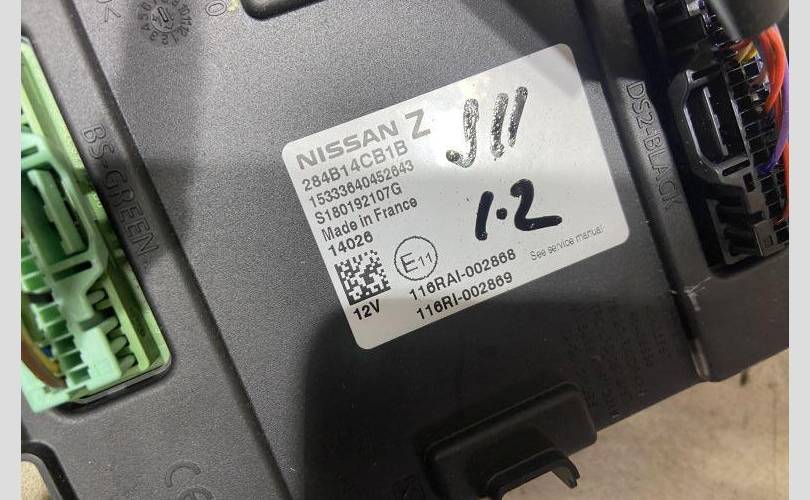 NISSAN Z
J11
284B14CB1B
15333640452643
S180192107G
Made in France
14026
1.2
E11
See service manual
116RAI-002868
12V
116RI-002869
BS-GREEN
DS2-BLACK
CE